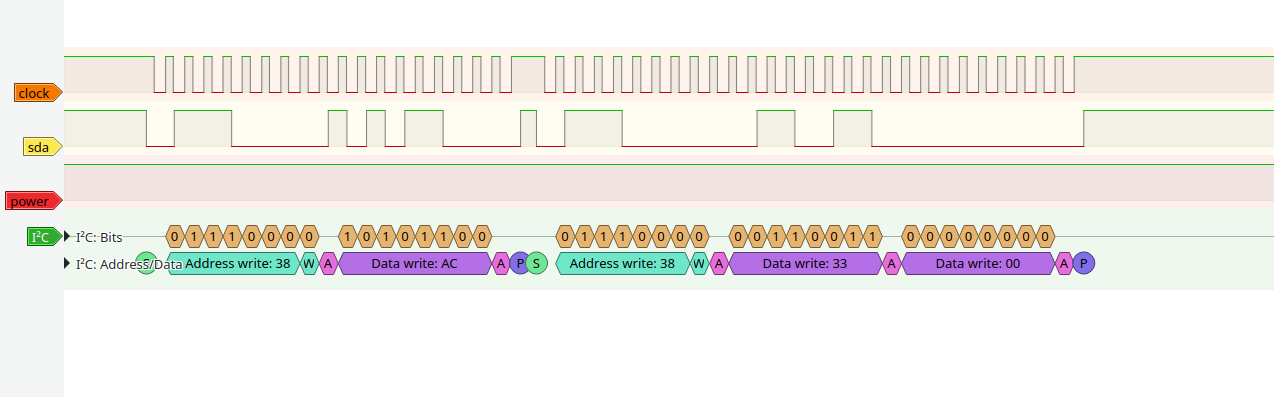 clock
sda
power
I²C I²C: Bits 0 1 1 1 0 0 0 0 1 0 1 0 1 1 0 0 0 1 1 1 0 0 0 0 0 0 1 1 0 0 1 1 0 0 0 0 0 0 0 0
I²C: Address/Data Address write: 38 W A Data write: AC A P S Address write: 38 W A Data write: 33 A Data write: 00 A P